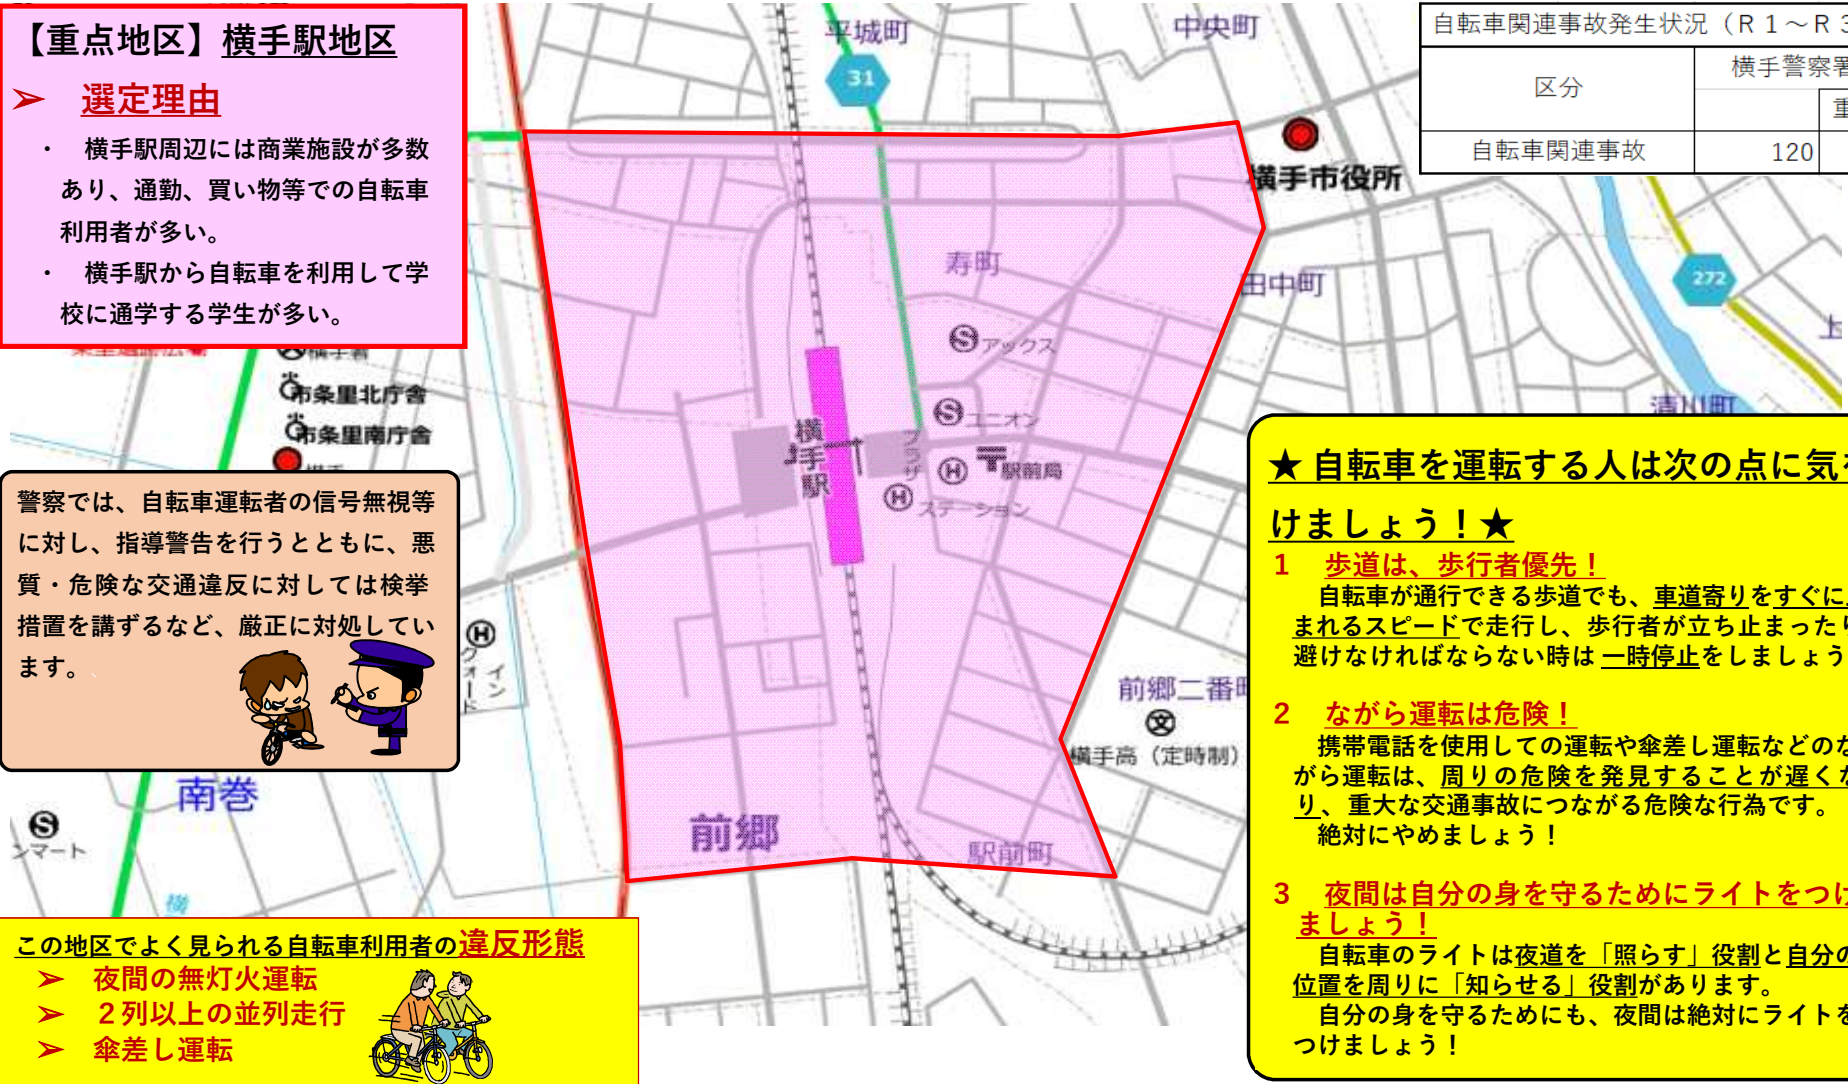 【重点地区】横手駅地区
➢ 選定理由
・ 横手駅周辺には商業施設が多数
あり、通勤、買い物等での自転車
利用者が多い。
・ 横手駅から自転車を利用して学
校に通学する学生が多い。
自転車関連事故発生状況（Ｒ１～Ｒ３
区分
横手警察署
重
自転車関連事故
120
平城町
中央町
31
横手市役所
寿町
田中町
272
上
清川町
アックス
ユニオン
プラザ
駅前局
ステーション
横手駅
横手署
市条里北庁舎
市条里南庁舎
警察では、自転車運転者の信号無視等
に対し、指導警告を行うとともに、悪
質・危険な交通違反に対しては検挙
措置を講ずるなど、厳正に対処してい
ます。
クォード
イン
南巻
ンマート
横
前郷
駅前町
前郷二番町
横手高（定時制）
★ 自転車を運転する人は次の点に気を
けましょう！★
1 歩道は、歩行者優先！
自転車が通行できる歩道でも、車道寄りをすぐに
まれるスピードで走行し、歩行者が立ち止まったり
避けなければならない時は一時停止をしましょう
2 ながら運転は危険！
携帯電話を使用しての運転や傘差し運転などのな
がら運転は、周りの危険を発見することが遅くな
り、重大な交通事故につながる危険な行為です。
絶対にやめましょう！
3 夜間は自分の身を守るためにライトをつけ
ましょう！
自転車のライトは夜道を「照らす」役割と自分の
位置を周りに「知らせる」役割があります。
自分の身を守るためにも、夜間は絶対にライトを
つけましょう！
この地区でよく見られる自転車利用者の違反形態
➢ 夜間の無灯火運転
➢ ２列以上の並列走行
➢ 傘差し運転